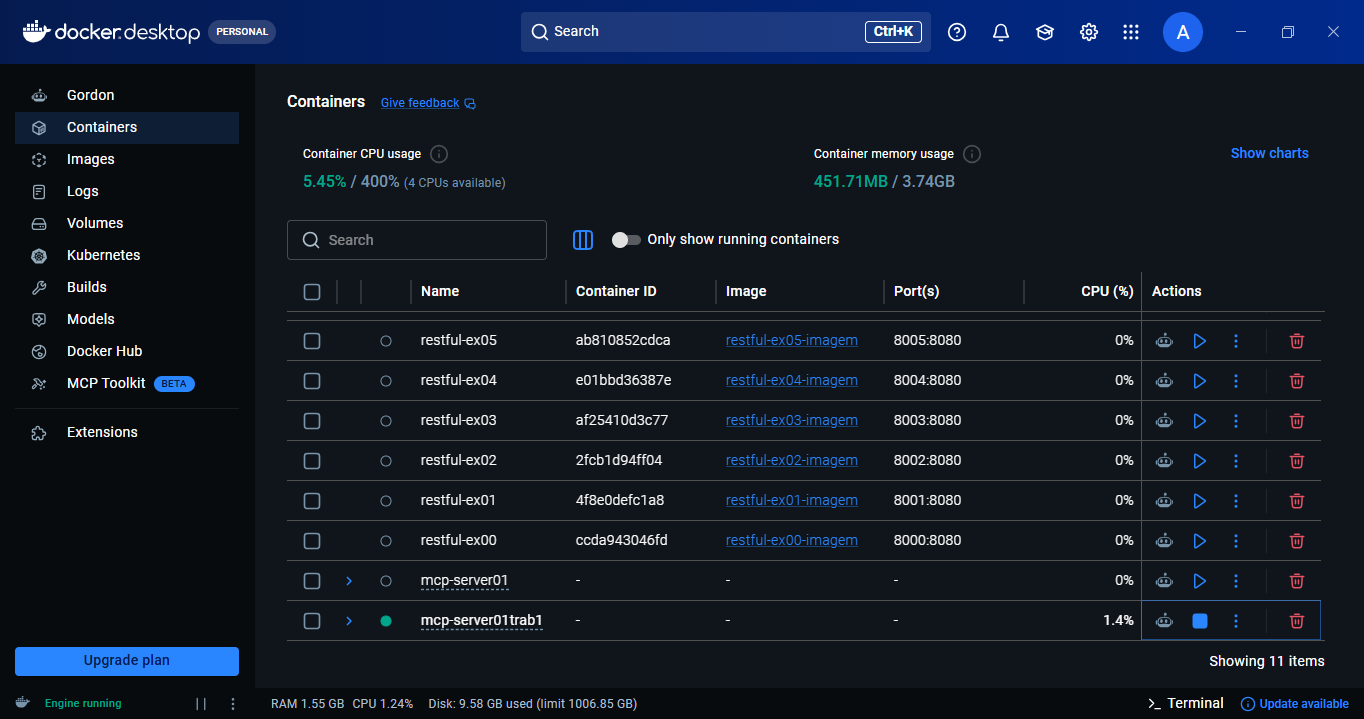 docker.desktop PERSONAL Search Ctrl+K A
Gordon
Containers
Images
Logs
Volumes
Kubernetes
Builds
Models
Docker Hub
MCP Toolkit BETA
Extensions
Upgrade plan
Containers Give feedback
Container CPU usage
5.45% / 400% (4 CPUs available)
Container memory usage
451.71MB / 3.74GB
Show charts
Search
Only show running containers
Name Container ID Image Port(s) CPU (%) Actions
restful-ex05 ab810852cdca restful-ex05-imagem 8005:8080 0%
restful-ex04 e01bbd36387e restful-ex04-imagem 8004:8080 0%
restful-ex03 af25410d3c77 restful-ex03-imagem 8003:8080 0%
restful-ex02 2fcb1d94ff04 restful-ex02-imagem 8002:8080 0%
restful-ex01 4f8e0defc1a8 restful-ex01-imagem 8001:8080 0%
restful-ex00 ccda943046fd restful-ex00-imagem 8000:8080 0%
mcp-server01 - - - 0%
mcp-server01trab1 - - - 1.4%
Showing 11 items
Engine running RAM 1.55 GB CPU 1.24% Disk: 9.58 GB used (limit 1006.85 GB) Terminal Update available